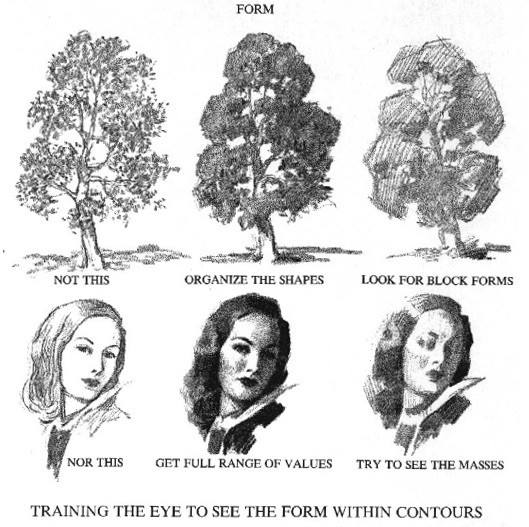 FORM
NOT THIS
ORGANIZE THE SHAPES
LOOK FOR BLOCK FORMS
NOR THIS
GET FULL RANGE OF VALUES
TRY TO SEE THE MASSES
TRAINING THE EYE TO SEE THE FORM WITHIN CONTOURS